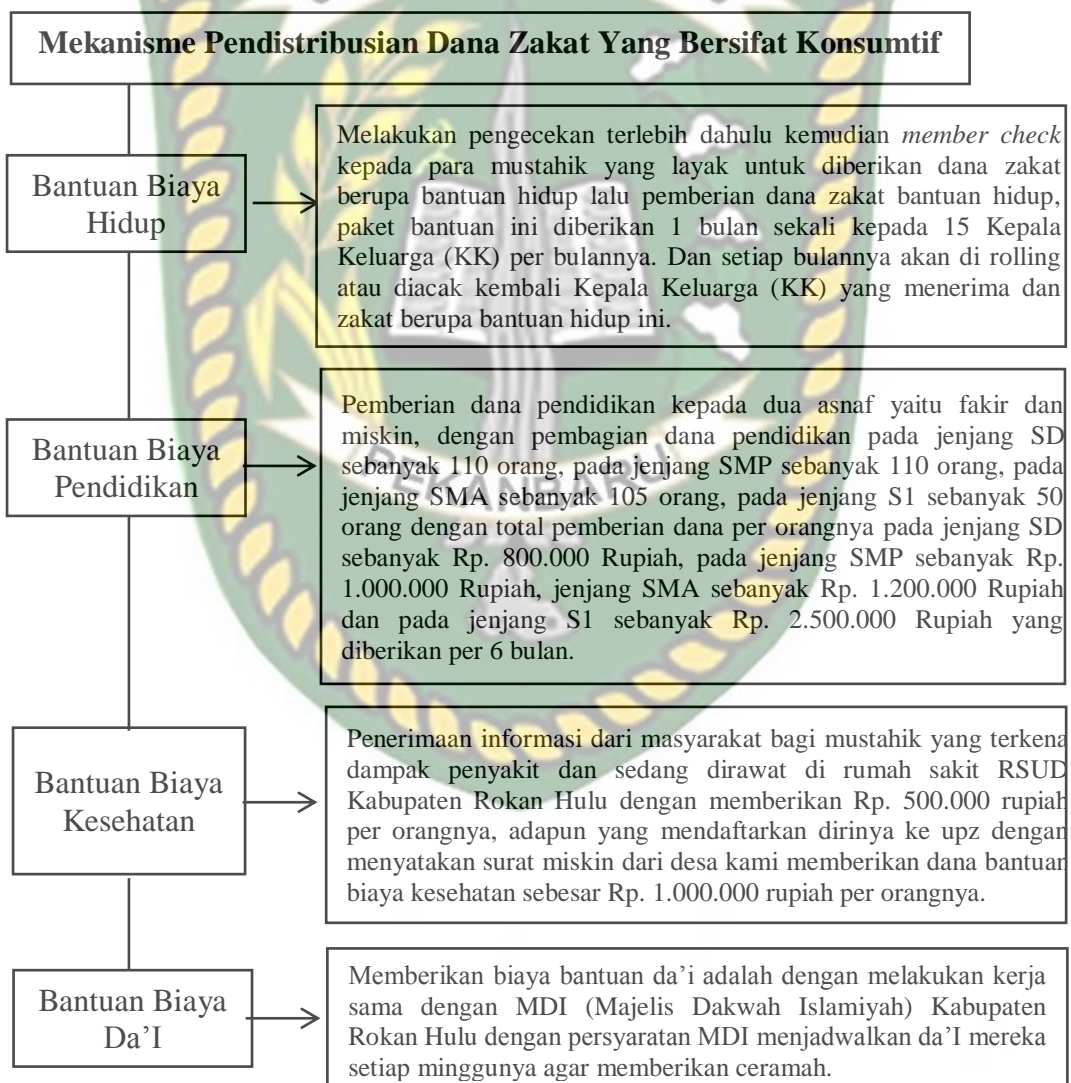 Mekanisme Pendistribusian Dana Zakat Yang Bersifat Konsumtif
Bantuan Biaya
Hidup
Melakukan pengecekan terlebih dahulu kemudian member check
kepada para mustahik yang layak untuk diberikan dana zakat
berupa bantuan hidup lalu pemberian dana zakat bantuan hidup,
paket bantuan ini diberikan 1 bulan sekali kepada 15 Kepala
Keluarga (KK) per bulannya. Dan setiap bulannya akan di rolling
atau diacak kembali Kepala Keluarga (KK) yang menerima dan
zakat berupa bantuan hidup ini.
Bantuan Biaya
Pendidikan
Pemberian dana pendidikan kepada dua asnaf yaitu fakir dan
miskin, dengan pembagian dana pendidikan pada jenjang SD
sebanyak 110 orang, pada jenjang SMP sebanyak 110 orang, pada
jenjang SMA sebanyak 105 orang, pada jenjang S1 sebanyak 50
orang dengan total pemberian dana per orangnya pada jenjang SD
sebanyak Rp. 800.000 Rupiah, pada jenjang SMP sebanyak Rp.
1.000.000 Rupiah, jenjang SMA sebanyak Rp. 1.200.000 Rupiah
dan pada jenjang S1 sebanyak Rp. 2.500.000 Rupiah yang
diberikan per 6 bulan.
PEKANBARU
Bantuan Biaya
Kesehatan
Penerimaan informasi dari masyarakat bagi mustahik yang terkena
dampak penyakit dan sedang dirawat di rumah sakit RSUD
Kabupaten Rokan Hulu dengan memberikan Rp. 500.000 rupiah
per orangnya, adapun yang mendaftarkan dirinya ke upz dengan
menyatakan surat miskin dari desa kami memberikan dana bantuan
biaya kesehatan sebesar Rp. 1.000.000 rupiah per orangnya.
Bantuan Biaya
Da’I
Memberikan biaya bantuan da’i adalah dengan melakukan kerja
sama dengan MDI (Majelis Dakwah Islamiyah) Kabupaten
Rokan Hulu dengan persyaratan MDI menjadwalkan da’I mereka
setiap minggunya agar memberikan ceramah.